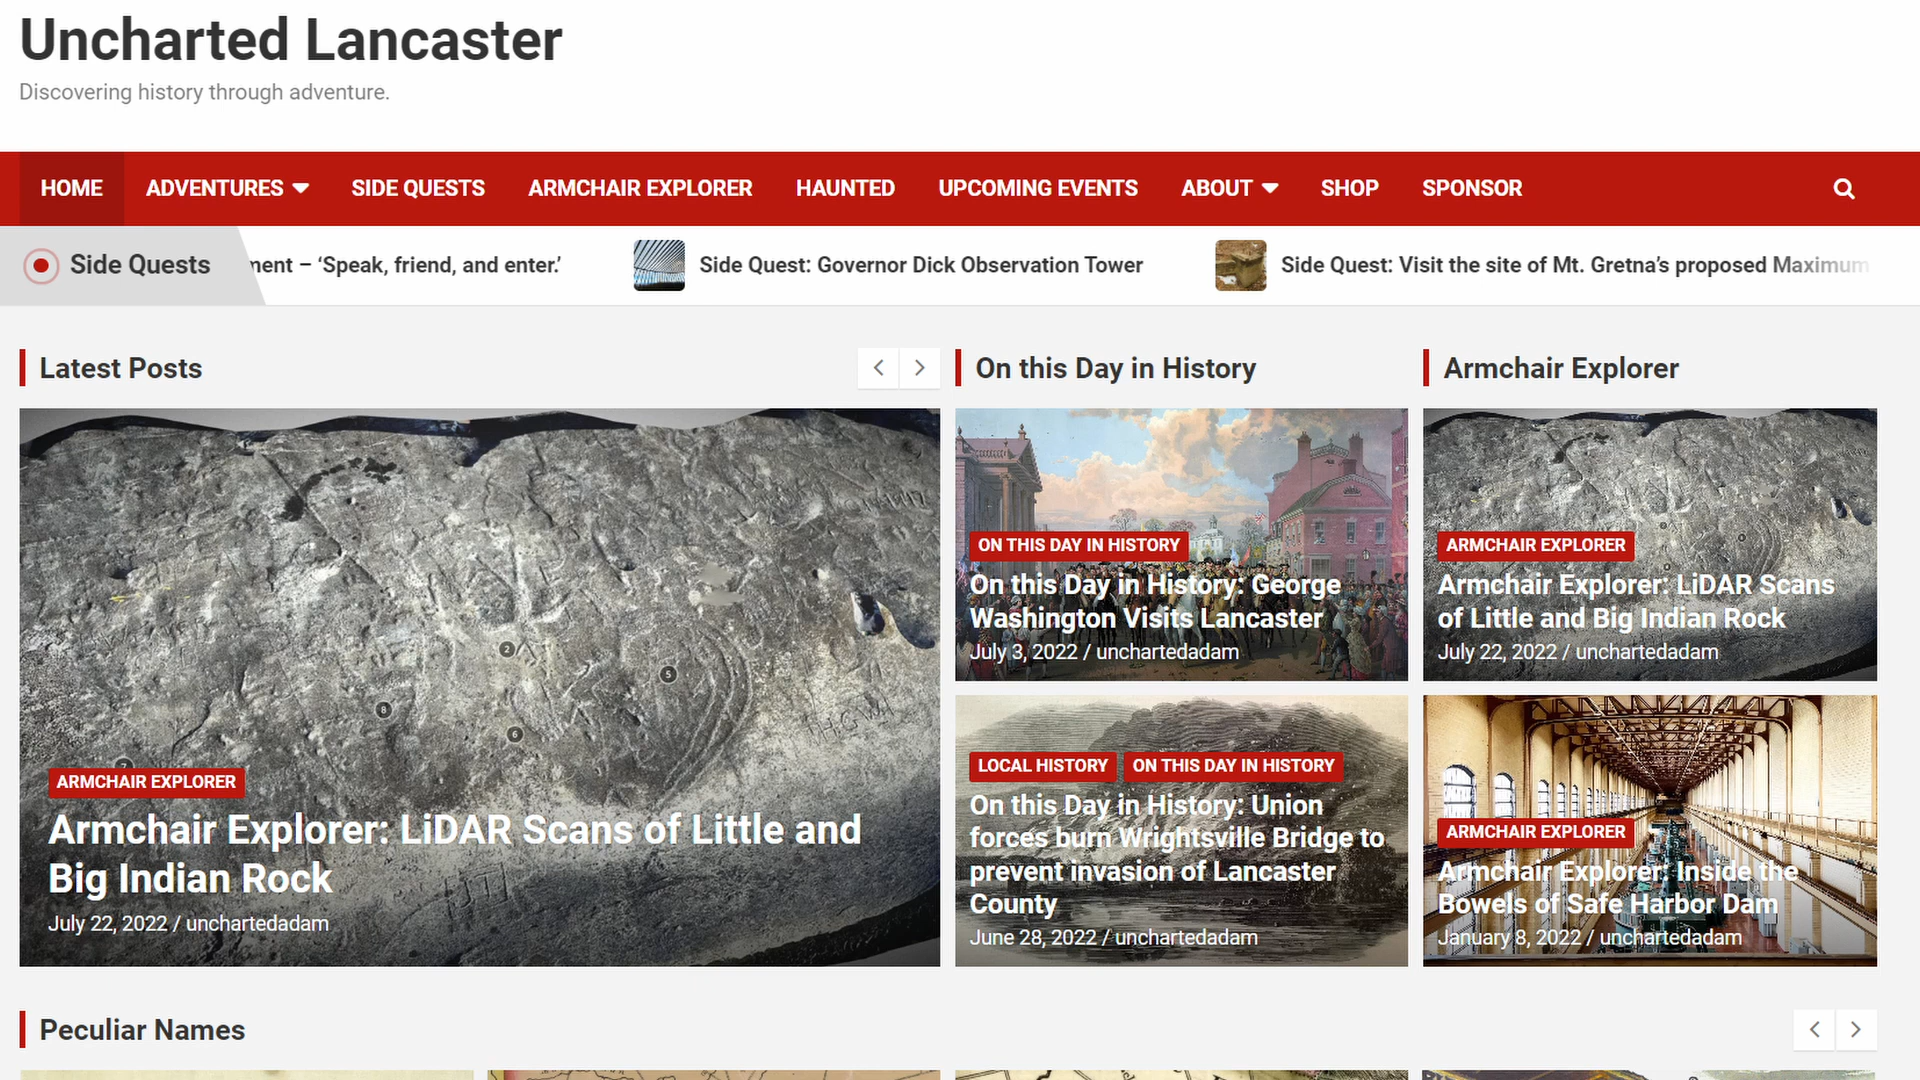 Uncharted Lancaster
Discovering history through adventure.
HOME
ADVENTURES
SIDE QUESTS
ARMCHAIR EXPLORER
HAUNTED
UPCOMING EVENTS
ABOUT
SHOP
SPONSOR
Side Quests
– ‘Speak, friend, and enter.’
Side Quest: Governor Dick Observation Tower
Side Quest: Visit the site of Mt. Gretna’s proposed Maximum
Latest Posts
2
5
8
6
ARMCHAIR EXPLORER
Armchair Explorer: LiDAR Scans of Little and
Big Indian Rock
July 22, 2022 / unchartedadam
On this Day in History
ON THIS DAY IN HISTORY
On this Day in History: George
Washington Visits Lancaster
July 3, 2022 / unchartedadam
LOCAL HISTORY
ON THIS DAY IN HISTORY
On this Day in History: Union
forces burn Wrightsville Bridge to
prevent invasion of Lancaster
County
June 28, 2022 / unchartedadam
Armchair Explorer
ARMCHAIR EXPLORER
Armchair Explorer: LiDAR Scans
of Little and Big Indian Rock
July 22, 2022 / unchartedadam
ARMCHAIR EXPLORER
Armchair Explorer: Inside the
Bowels of Safe Harbor Dam
January 8, 2022 / unchartedadam
Peculiar Names